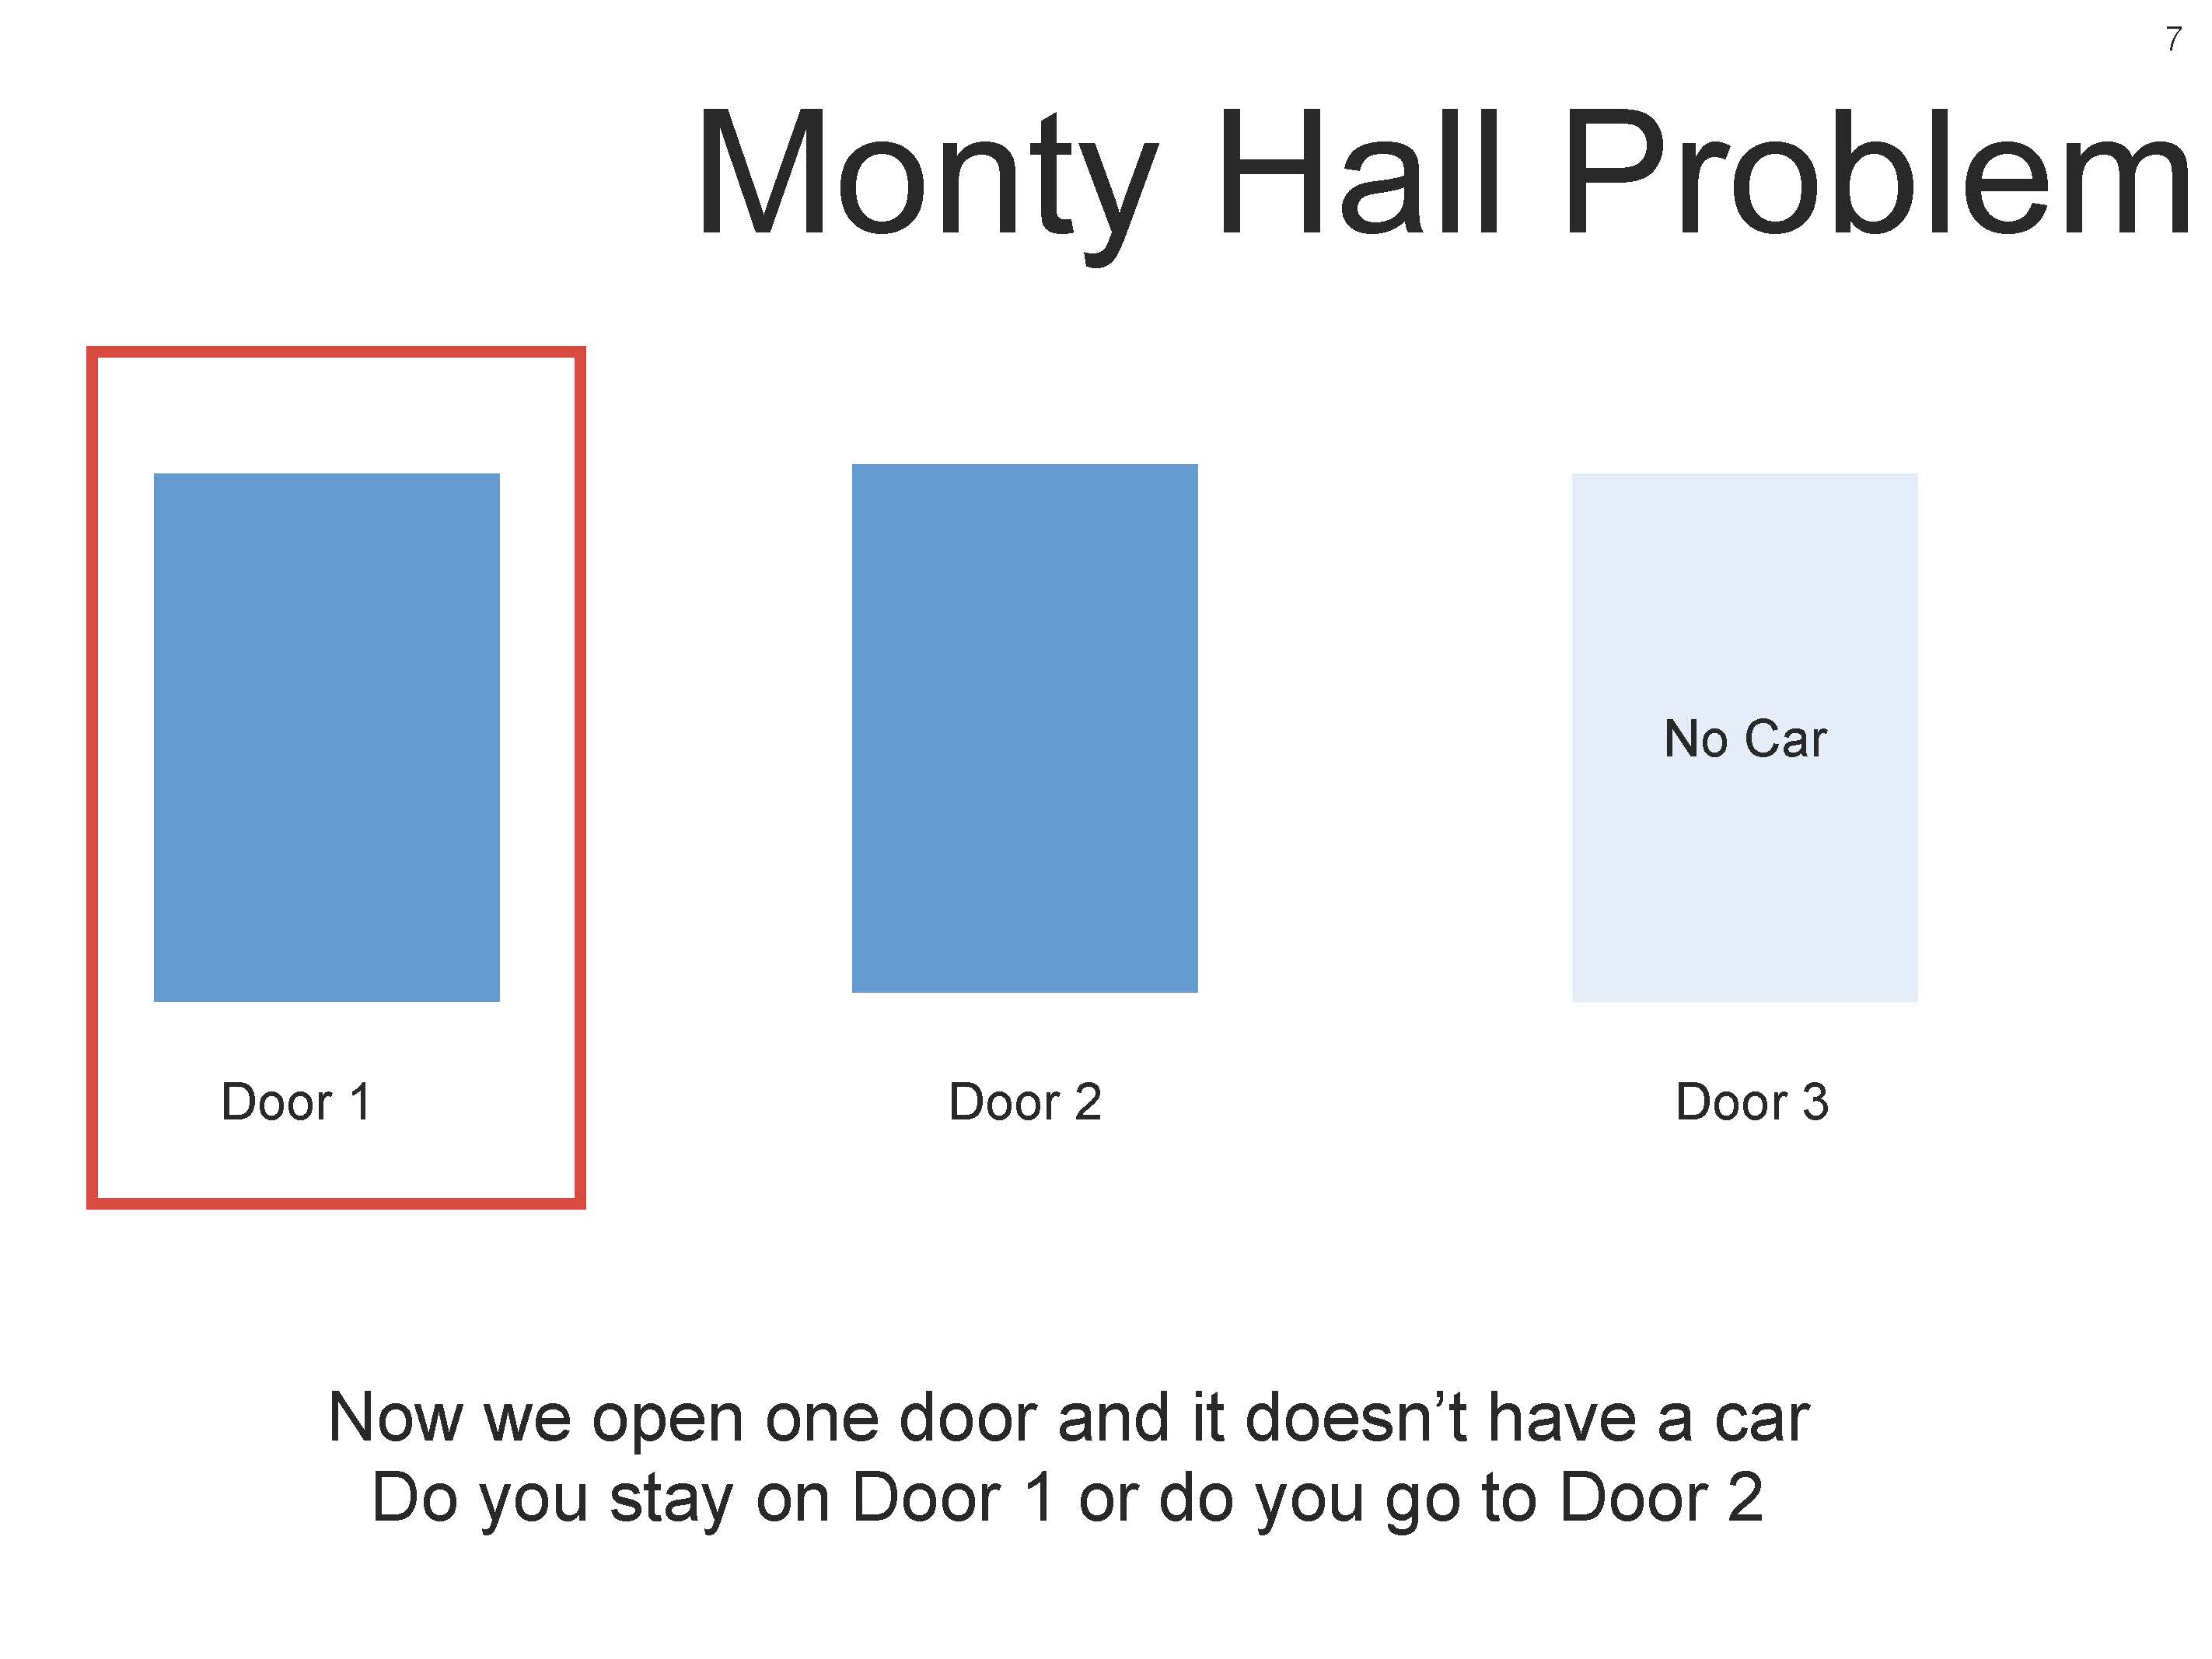 7
Monty Hall Problem
No Car
Door 1
Door 2
Door 3
Now we open one door and it doesn’t have a car
Do you stay on Door 1 or do you go to Door 2